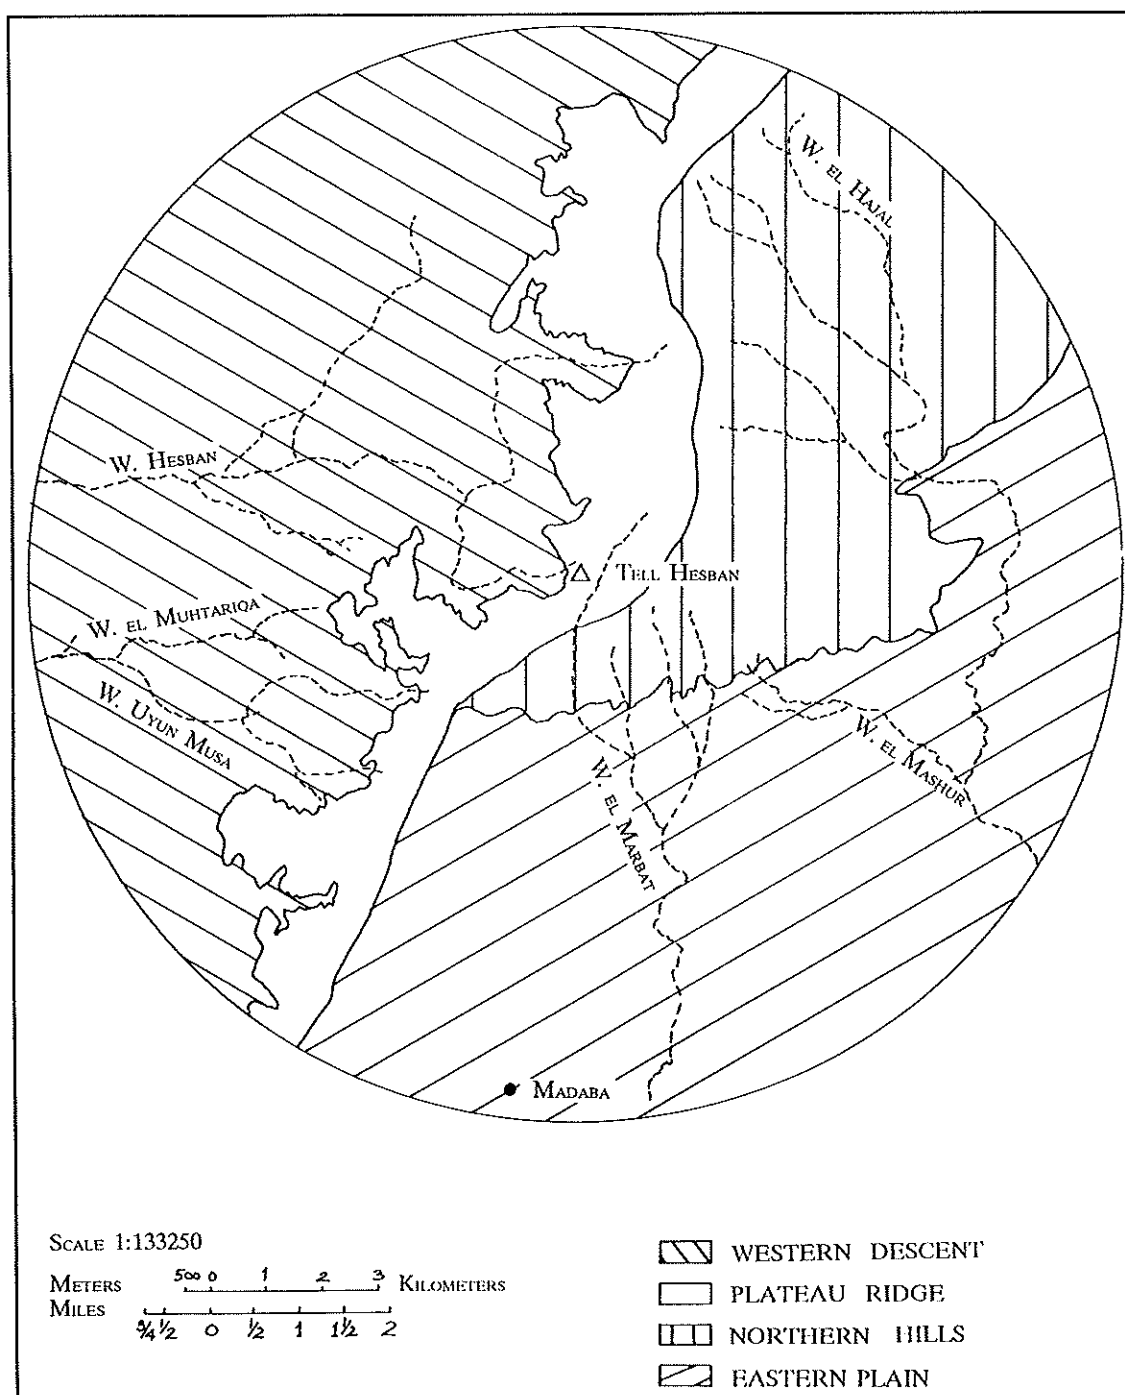 W. EL HAJAL
W. HESBAN
TELL HESBAN
W. EL MUHTARIQA
W. UYUN MUSA
W. EL MASHUR
W. EL MARBAT
MADABA
SCALE 1:133250
METERS 500 0 1 2 3 KILOMETERS
MILES
3/4 1/2 0 1/2 1 1 1/2 2
WESTERN DESCENT
PLATEAU RIDGE
NORTHERN HILLS
EASTERN PLAIN